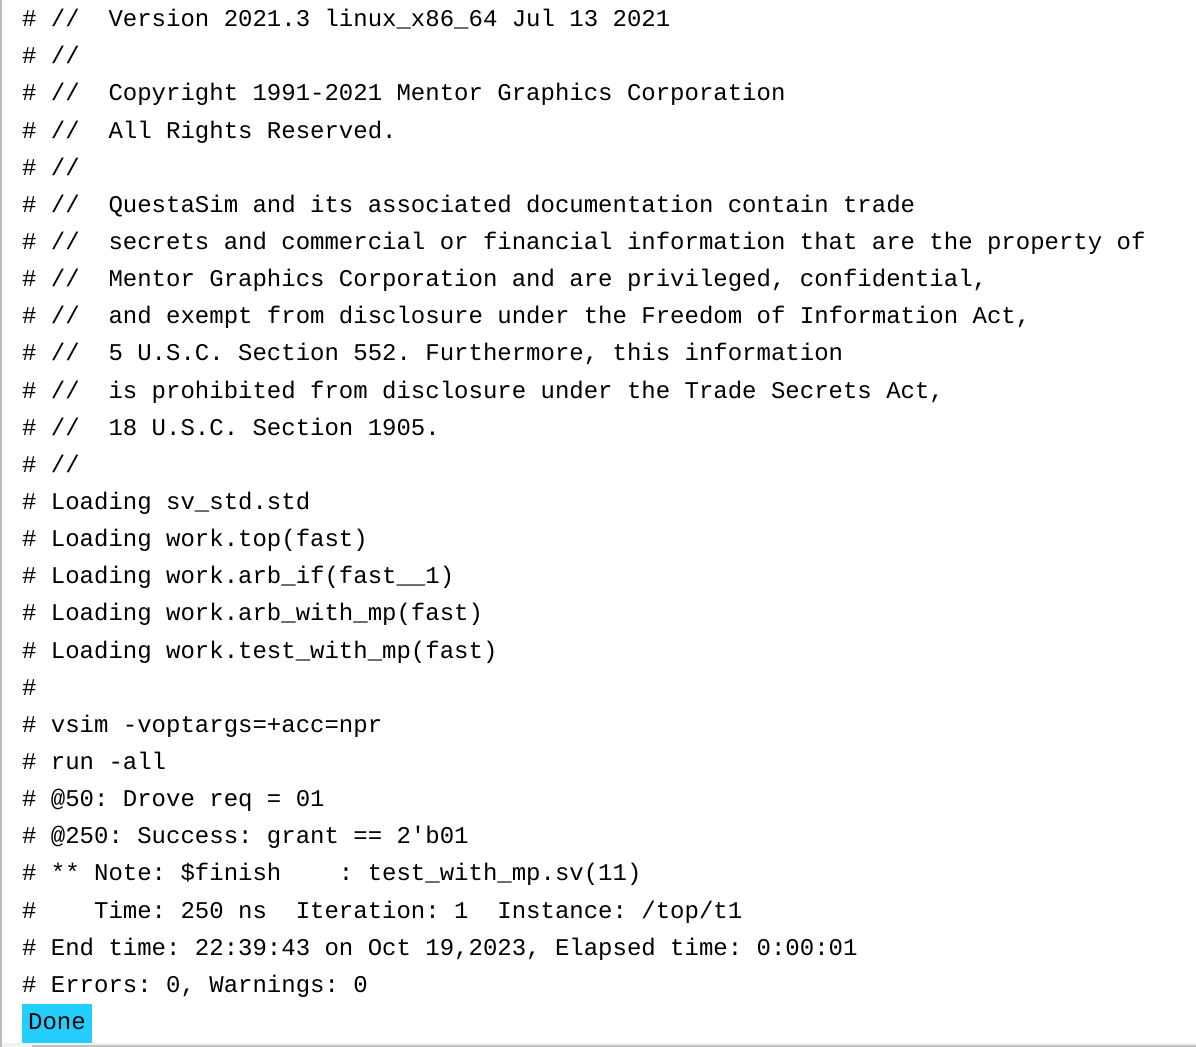 # //  Version 2021.3 linux_x86_64 Jul 13 2021
# //
# //  Copyright 1991-2021 Mentor Graphics Corporation
# //  All Rights Reserved.
# //
# //  QuestaSim and its associated documentation contain trade
# //  secrets and commercial or financial information that are the property of
# //  Mentor Graphics Corporation and are privileged, confidential,
# //  and exempt from disclosure under the Freedom of Information Act,
# //  5 U.S.C. Section 552. Furthermore, this information
# //  is prohibited from disclosure under the Trade Secrets Act,
# //  18 U.S.C. Section 1905.
# //
# Loading sv_std.std
# Loading work.top(fast)
# Loading work.arb_if(fast__1)
# Loading work.arb_with_mp(fast)
# Loading work.test_with_mp(fast)
#
# vsim -voptargs=+acc=npr
# run -all
# @50: Drove req = 01
# @250: Success: grant == 2'b01
# ** Note: $finish    : test_with_mp.sv(11)
#    Time: 250 ns  Iteration: 1  Instance: /top/t1
# End time: 22:39:43 on Oct 19,2023, Elapsed time: 0:00:01
# Errors: 0, Warnings: 0
Done